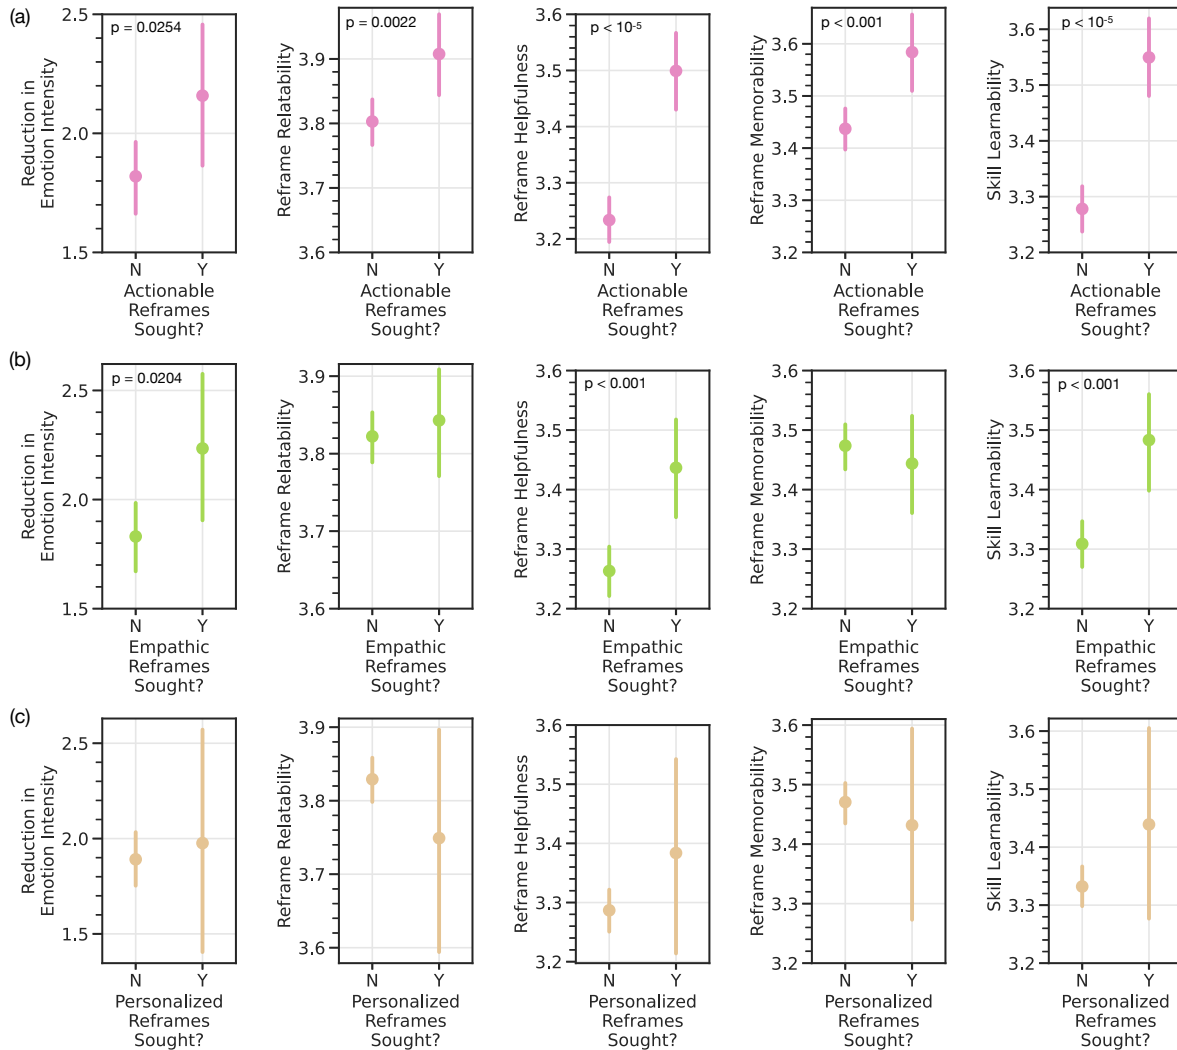 (a)
p = 0.0254
2.5
2.0
1.5
Reduction in
Emotion Intensity
N Y
Actionable
Reframes
Sought?
p = 0.0022
3.9
3.8
3.7
3.6
Reframe Relatability
N Y
Actionable
Reframes
Sought?
p < 10-5
3.6
3.5
3.4
3.3
3.2
Reframe Helpfulness
N Y
Actionable
Reframes
Sought?
p < 0.001
3.6
3.5
3.4
3.3
3.2
Reframe Memorability
N Y
Actionable
Reframes
Sought?
p < 10-5
3.6
3.5
3.4
3.3
3.2
Skill Learnability
N Y
Actionable
Reframes
Sought?
(b)
p = 0.0204
2.5
2.0
1.5
Reduction in
Emotion Intensity
N Y
Empathic
Reframes
Sought?
3.9
3.8
3.7
3.6
Reframe Relatability
N Y
Empathic
Reframes
Sought?
p < 0.001
3.6
3.5
3.4
3.3
3.2
Reframe Helpfulness
N Y
Empathic
Reframes
Sought?
3.6
3.5
3.4
3.3
3.2
Reframe Memorability
N Y
Empathic
Reframes
Sought?
p < 0.001
3.6
3.5
3.4
3.3
3.2
Skill Learnability
N Y
Empathic
Reframes
Sought?
(c)
2.5
2.0
1.5
Reduction in
Emotion Intensity
N Y
Personalized
Reframes
Sought?
3.9
3.8
3.7
3.6
Reframe Relatability
N Y
Personalized
Reframes
Sought?
3.6
3.5
3.4
3.3
3.2
Reframe Helpfulness
N Y
Personalized
Reframes
Sought?
3.6
3.5
3.4
3.3
3.2
Reframe Memorability
N Y
Personalized
Reframes
Sought?
3.6
3.5
3.4
3.3
3.2
Skill Learnability
N Y
Personalized
Reframes
Sought?